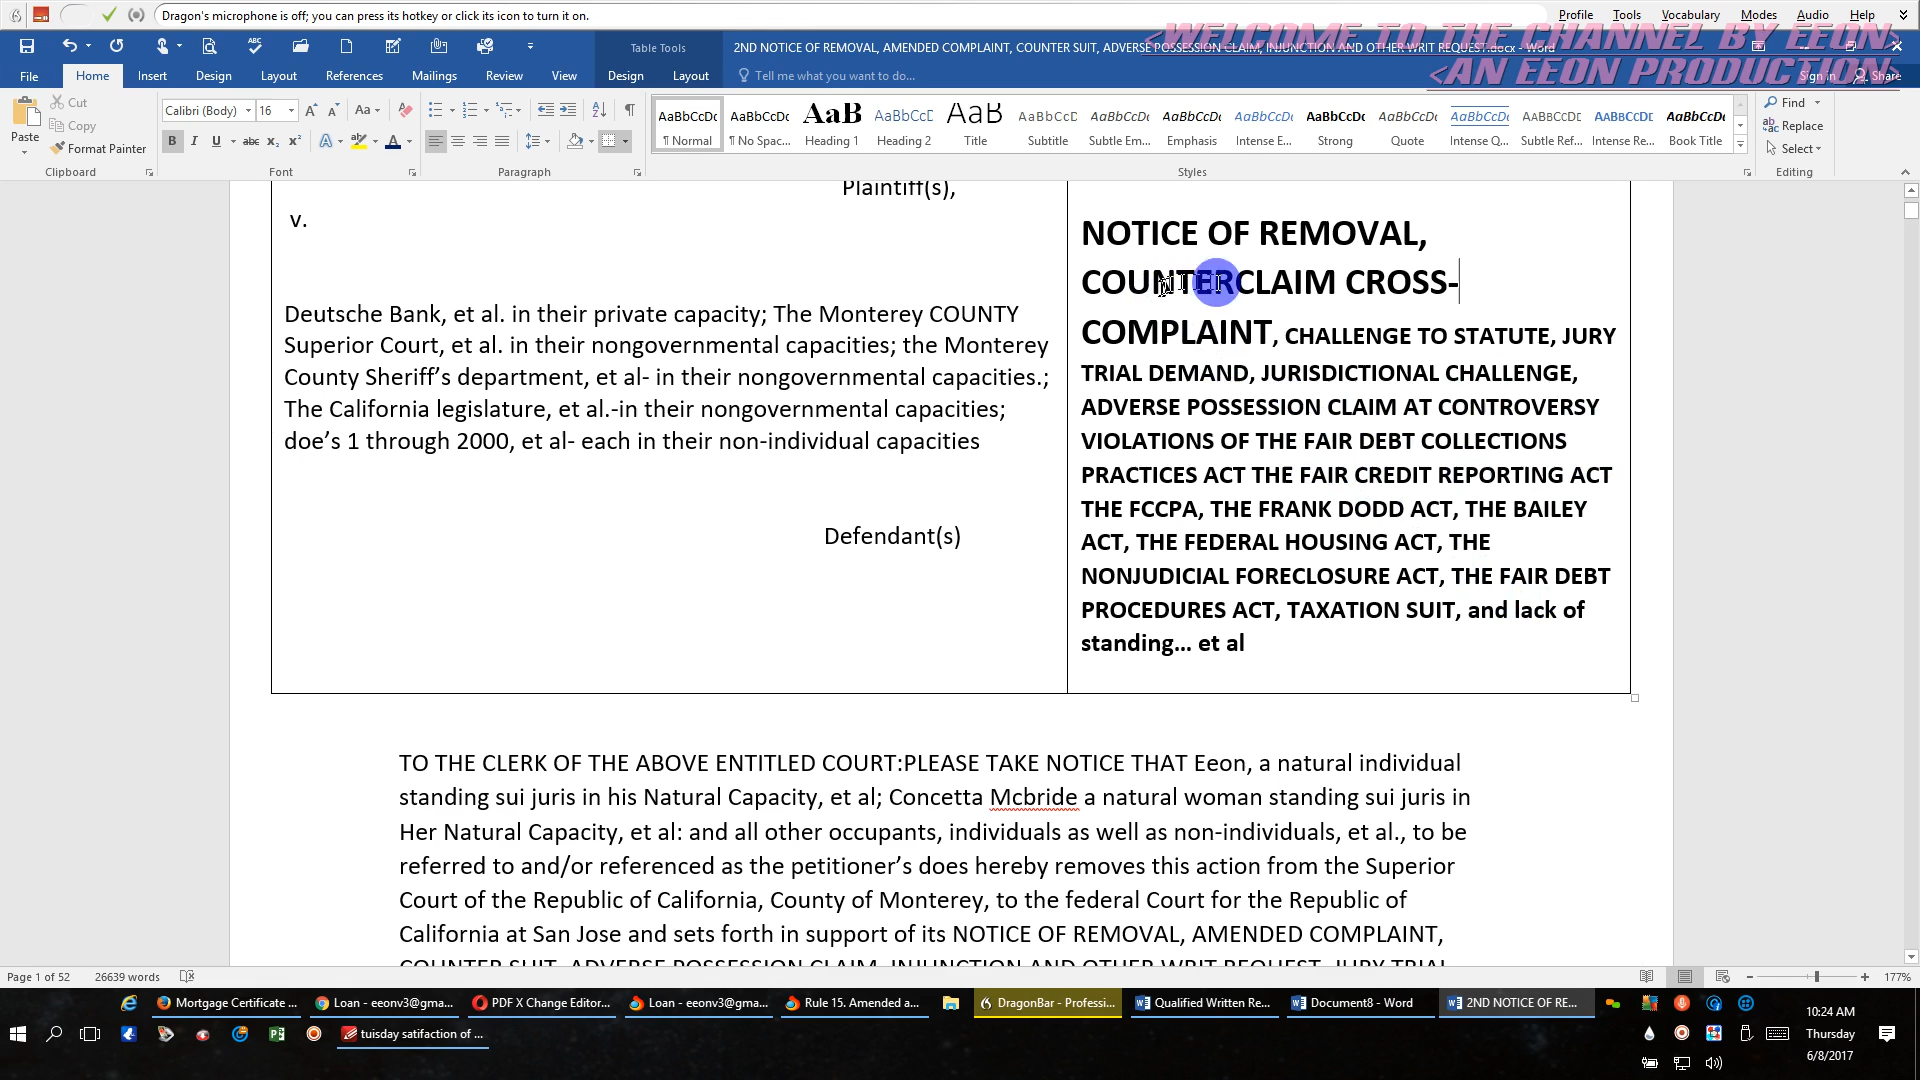 Dragon's microphone is off; you can press its hotkey or click its icon to turn it on.
Profile Tools Vocabulary Modes Audio Help
<WELCOME TO THE CHANNEL BY EEON,
<AN EEON PRODUCTION>
Table Tools
2ND NOTICE OF REMOVAL, AMENDED COMPLAINT, COUNTER SUIT, ADVERSE POSSESSION CLAIM, INJUNCTION AND OTHER WRIT REQUEST.docx - Word
File Home Insert Design Layout References Mailings Review View Design Layout Tell me what you want to do... Sign in Share
Paste
Cut
Copy
Format Painter
Clipboard
Calibri (Body) 16
Font
Paragraph
AaBbCcDc AaBbCcDc AaB AaBbCcD AaB AaBbCcC AaBbCcDc AaBbCcDc AaBbCcDc AaBbCcDc AaBbCcDc AaBbCcDc AABBCCDE AABBCCDE AaBbCcDc
¶ Normal ¶ No Spac... Heading 1 Heading 2 Title Subtitle Subtle Em... Emphasis Intense E... Strong Quote Intense Q... Subtle Ref... Intense Re... Book Title
Styles
Find
Replace
Select
Editing
Plaintiff(s),
v.
Deutsche Bank, et al. in their private capacity; The Monterey COUNTY
Superior Court, et al. in their nongovernmental capacities; the Monterey
County Sheriff's department, et al- in their nongovernmental capacities.;
The California legislature, et al.-in their nongovernmental capacities;
doe's 1 through 2000, et al- each in their non-individual capacities
Defendant(s)
NOTICE OF REMOVAL,
COUNTERCLAIM CROSS-
COMPLAINT, CHALLENGE TO STATUTE, JURY
TRIAL DEMAND, JURISDICTIONAL CHALLENGE,
ADVERSE POSSESSION CLAIM AT CONTROVERSY
VIOLATIONS OF THE FAIR DEBT COLLECTIONS
PRACTICES ACT THE FAIR CREDIT REPORTING ACT
THE FCCPA, THE FRANK DODD ACT, THE BAILEY
ACT, THE FEDERAL HOUSING ACT, THE
NONJUDICIAL FORECLOSURE ACT, THE FAIR DEBT
PROCEDURES ACT, TAXATION SUIT, and lack of
standing... et al
TO THE CLERK OF THE ABOVE ENTITLED COURT:PLEASE TAKE NOTICE THAT Eeon, a natural individual
standing sui juris in his Natural Capacity, et al; Concetta Mcbride a natural woman standing sui juris in
Her Natural Capacity, et al: and all other occupants, individuals as well as non-individuals, et al., to be
referred to and/or referenced as the petitioner's does hereby removes this action from the Superior
Court of the Republic of California, County of Monterey, to the federal Court for the Republic of
California at San Jose and sets forth in support of its NOTICE OF REMOVAL, AMENDED COMPLAINT,
COUNTER SUIT, ADVERSE POSSESSION CLAIM, INJUNCTION AND OTHER WRIT REQUEST, JURY TRIAL
Page 1 of 52 26639 words 177%
Mortgage Certificate ... Loan - eeonv3@gma... PDF X Change Editor... Loan - eeonv3@gma... Rule 15. Amended a... DragonBar - Professi... Qualified Written Re... Document8 - Word 2ND NOTICE OF RE...
tuisday satifaction of ...
10:24 AM
Thursday
6/8/2017